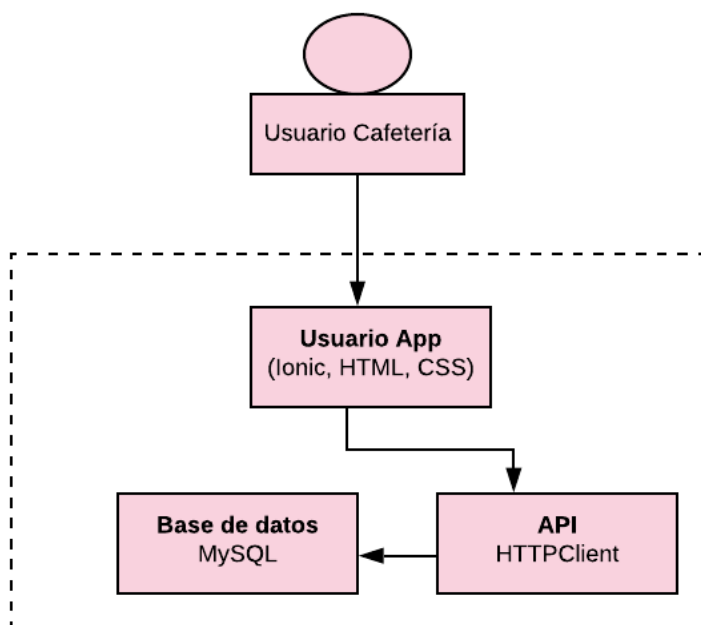 Usuario Cafetería
Usuario App
(Ionic, HTML, CSS)
Base de datos
MySQL
API
HTTPClient